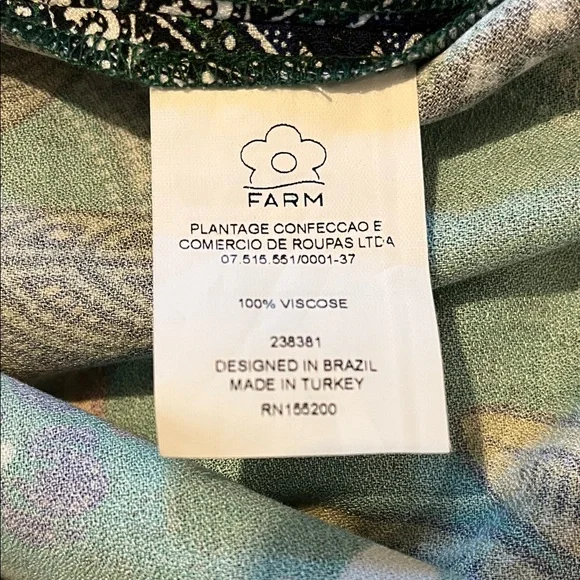 FARM
PLANTAGE CONFECCAO E
COMERCIO DE ROUPAS LTDA
07.515.551/0001-37
100% VISCOSE
238381
DESIGNED IN BRAZIL
MADE IN TURKEY
RN155200